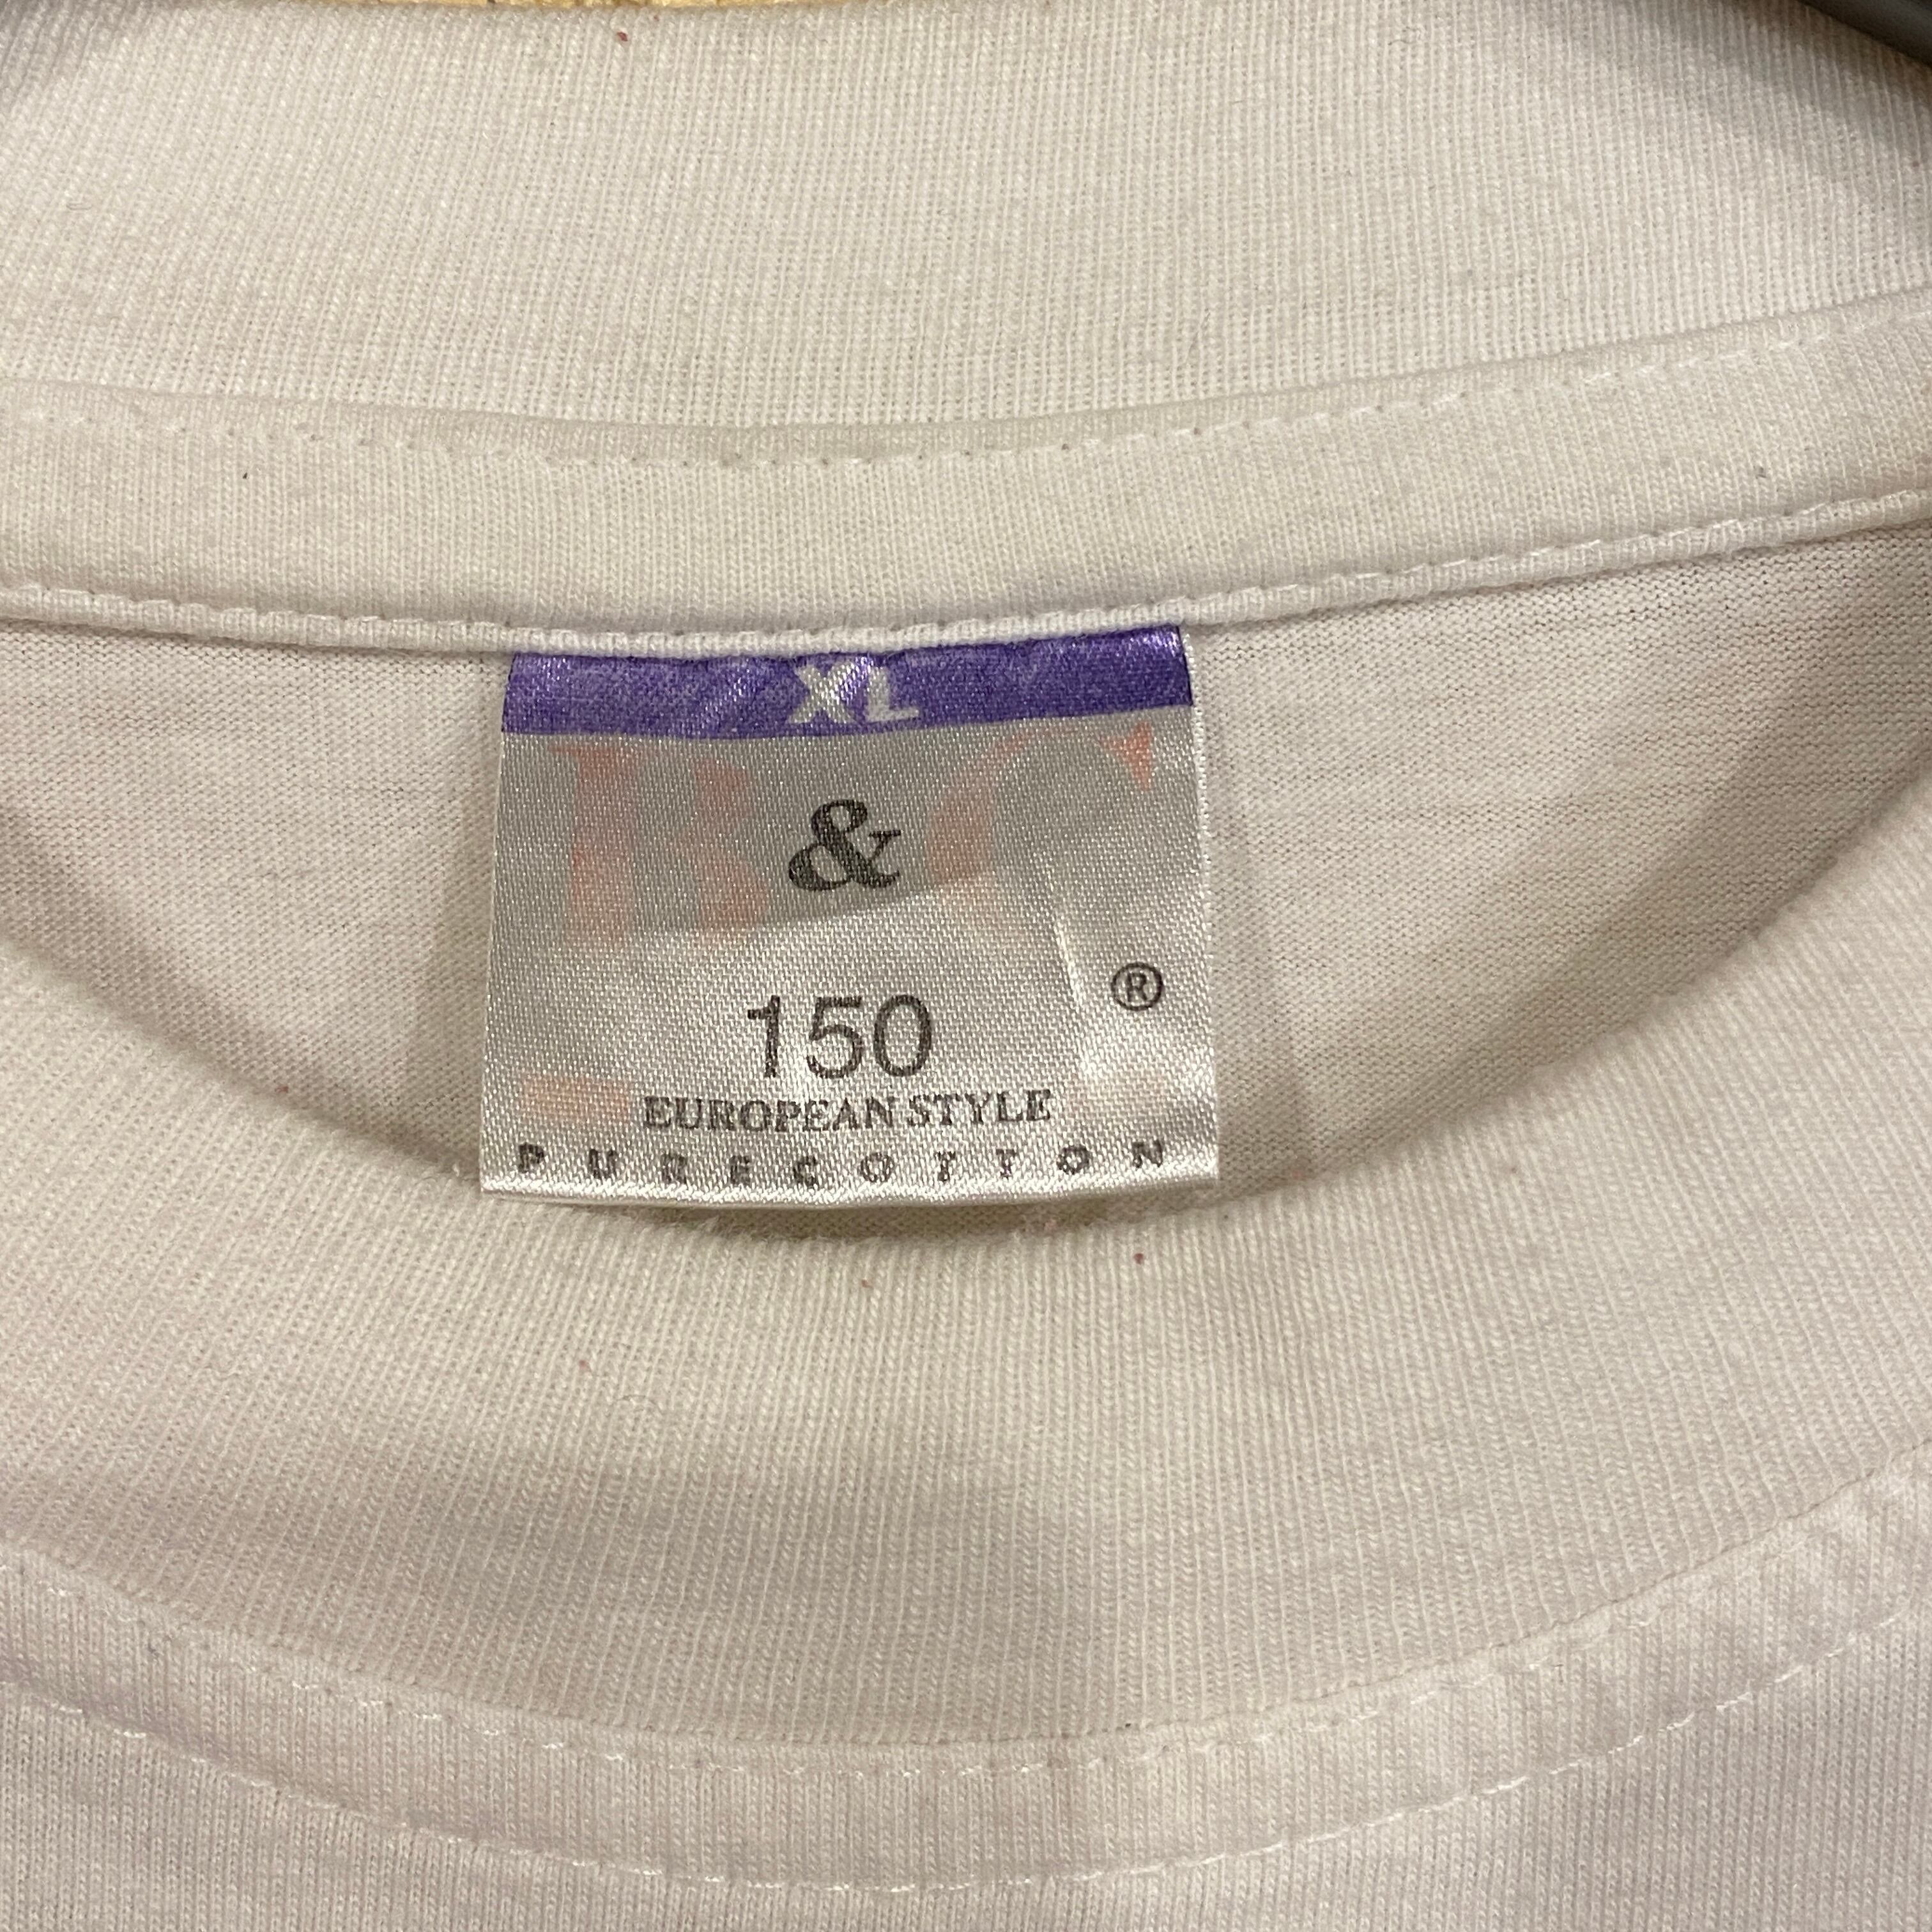 XL
B&C
®
150
EUROPEAN STYLE
PURE COTTON